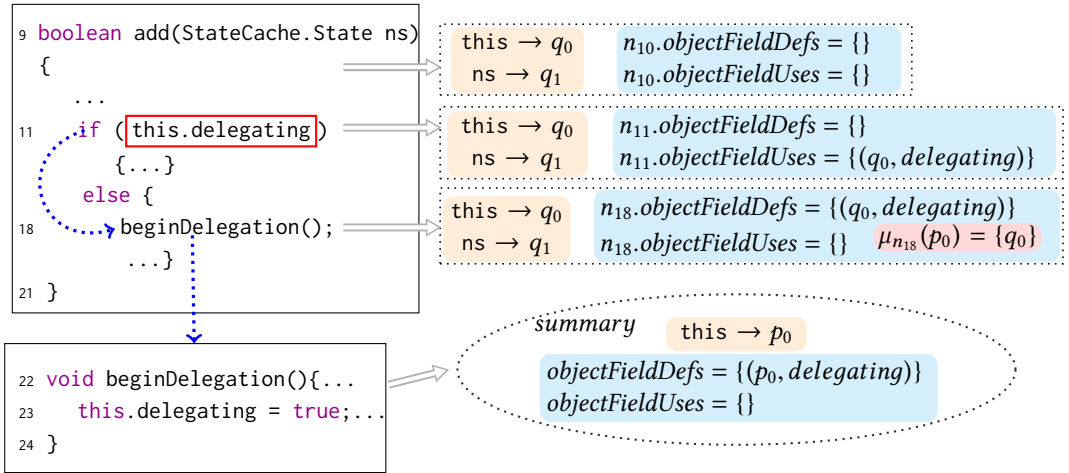 9 boolean add(StateCache.State ns)
{
...
11 if (this.delegating)
{...}
else {
18 beginDelegation();
...}
21 }
this → q₀
ns → q₁
n₁₀.objectFieldDefs = {}
n₁₀.objectFieldUses = {}
this → q₀
ns → q₁
n₁₁.objectFieldDefs = {}
n₁₁.objectFieldUses = {(q₀, delegating)}
this → q₀
ns → q₁
n₁₈.objectFieldDefs = {(q₀, delegating)}
n₁₈.objectFieldUses = {} μₙ₁₈(p₀) = {q₀}
22 void beginDelegation(){...
23 this.delegating = true;...
24 }
summary this → p₀
objectFieldDefs = {(p₀, delegating)}
objectFieldUses = {}